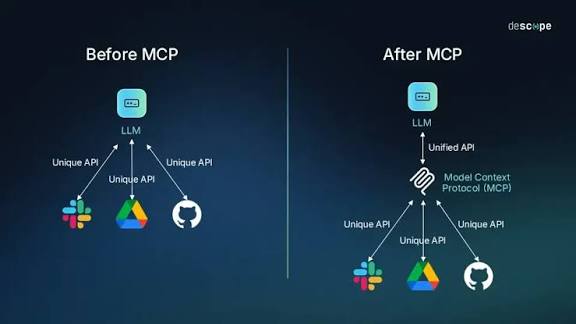 descope
Before MCP
LLM
Unique API
Unique API
Unique API
After MCP
LLM
Unified API
Model Context
Protocol (MCP)
Unique API
Unique API
Unique API